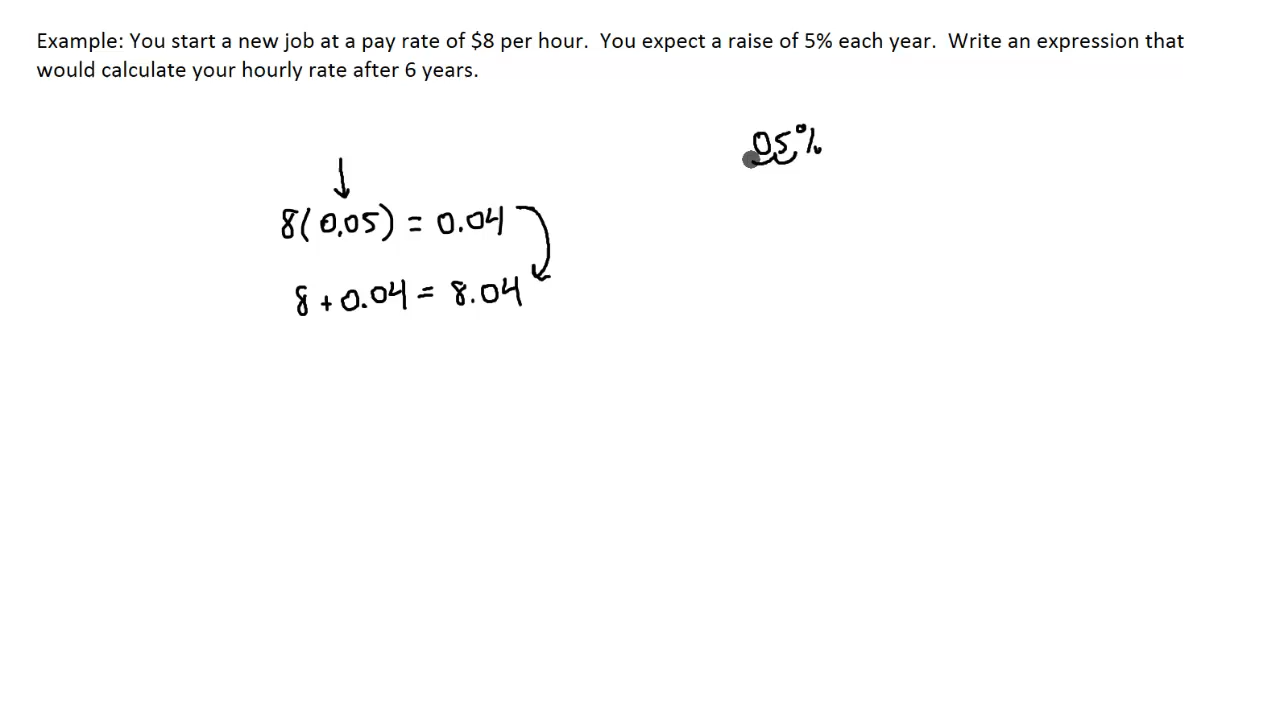 Example: You start a new job at a pay rate of $8 per hour.  You expect a raise of 5% each year.  Write an expression that
would calculate your hourly rate after 6 years.
.05%
8(0.05) = 0.04
8 + 0.04 = 8.04